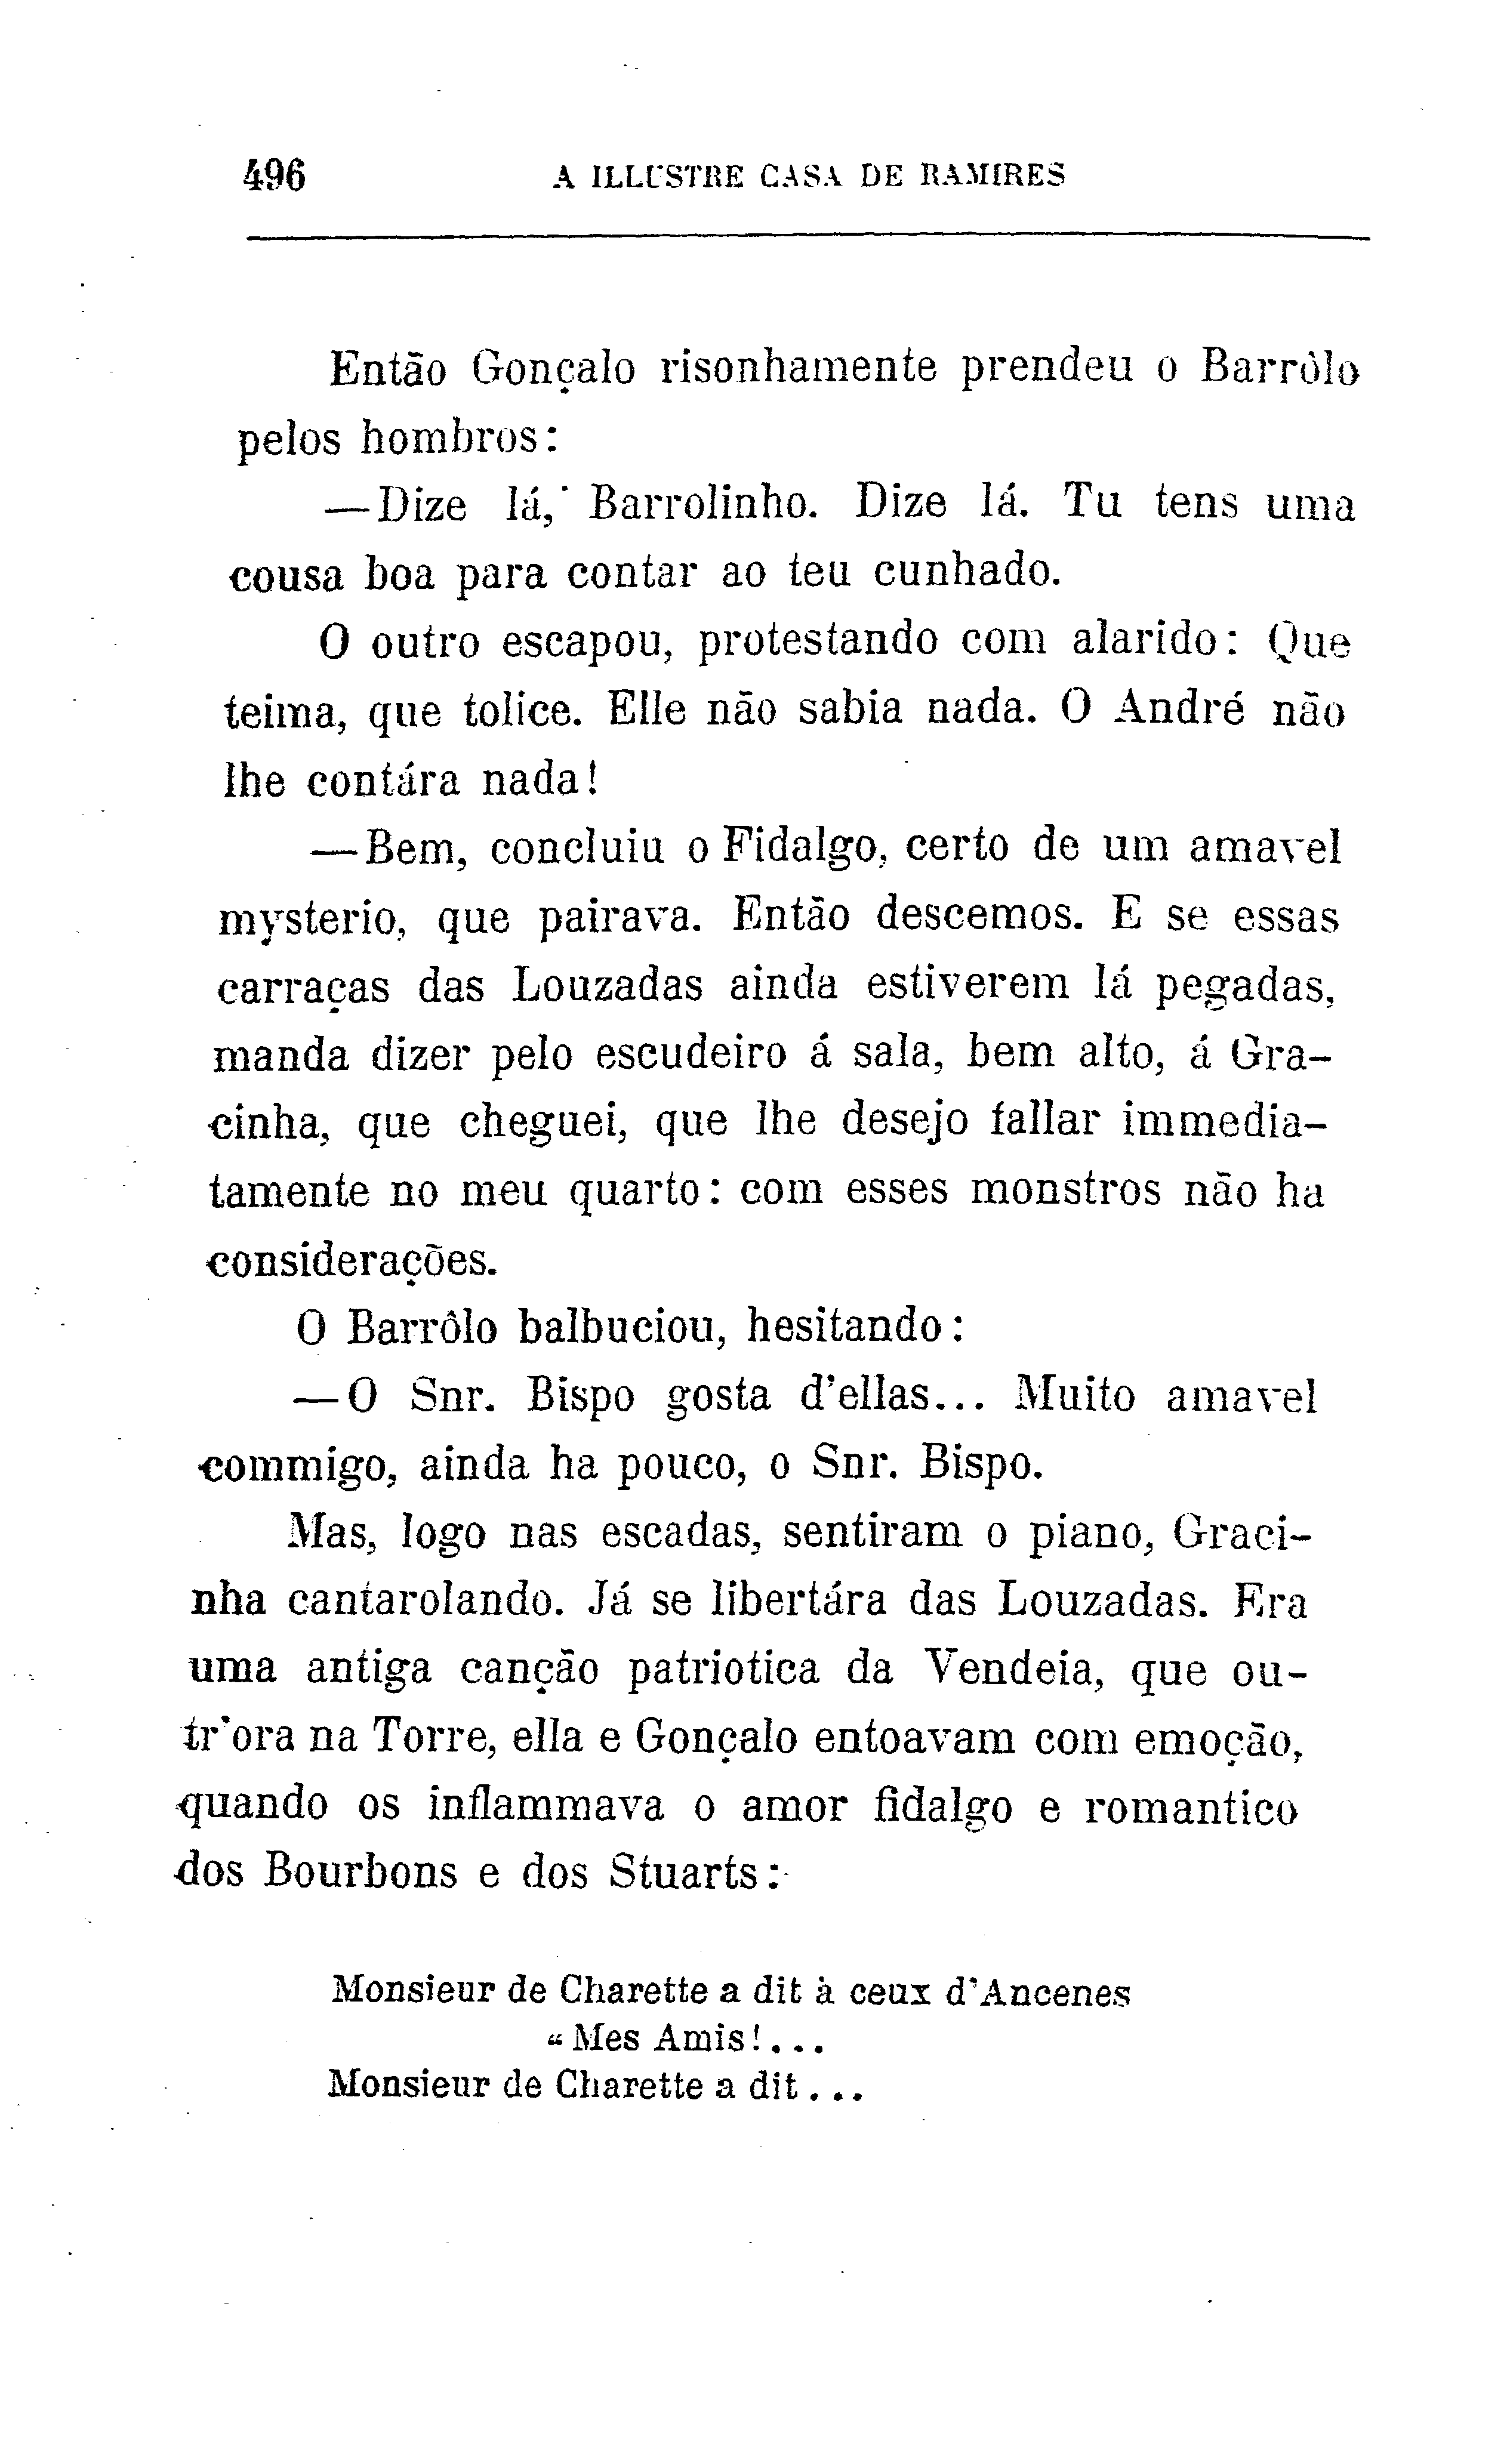 496 A ILLUSTRE CASA DE RAMIRES
Então Gonçalo risonhamente prendeu o Barrôlo
pelos hombros:
—Dize lá, Barrolinho. Dize lá. Tu tens uma
cousa boa para contar ao teu cunhado.
O outro escapou, protestando com alarido: Que
teima, que tolice. Elle não sabia nada. O André não
lhe contára nada!
—Bem, concluiu o Fidalgo, certo de um amavel
mysterio, que pairava. Então descemos. E se essas
carraças das Louzadas ainda estiverem lá pegadas,
manda dizer pelo escudeiro á sala, bem alto, á Gra-
cinha, que cheguei, que lhe desejo fallar immedia-
tamente no meu quarto: com esses monstros não ha
considerações.
O Barrôlo balbuciou, hesitando:
—O Snr. Bispo gosta d'ellas... Muito amavel
commigo, ainda ha pouco, o Snr. Bispo.
Mas, logo nas escadas, sentiram o piano, Graci-
nha cantarolando. Já se libertára das Louzadas. Era
uma antiga canção patriotica da Vendeia, que ou-
tr'ora na Torre, ella e Gonçalo entoavam com emoção,
quando os inflammava o amor fidalgo e romantico
dos Bourbons e dos Stuarts:
Monsieur de Charette a dit à ceux d'Ancenes
“ Mes Amis!...
Monsieur de Charette a dit...